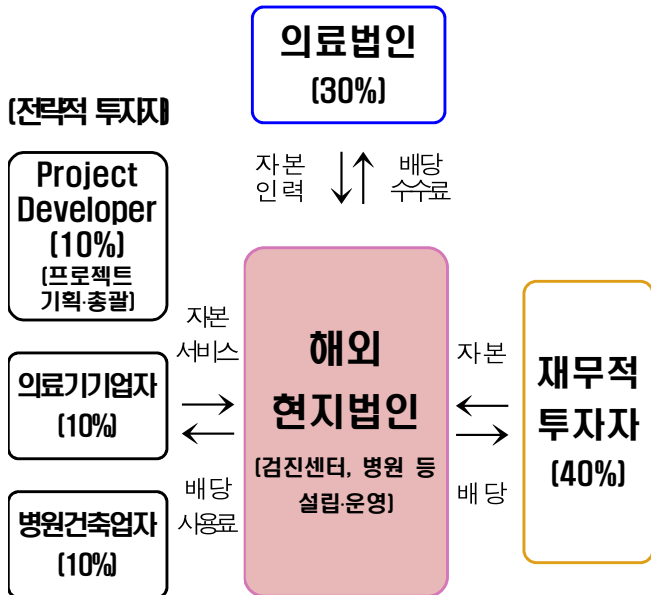 의료법인
(30%)
(전략적 투자자)
Project
Developer
(10%)
(프로젝트
기획·총괄)
의료기기업자
(10%)
병원건축업자
(10%)
자본
인력
배당
수수료
자본
서비스
배당
사용료
해외
현지법인
(검진센터, 병원 등
설립·운영)
자본
배당
재무적
투자자
(40%)